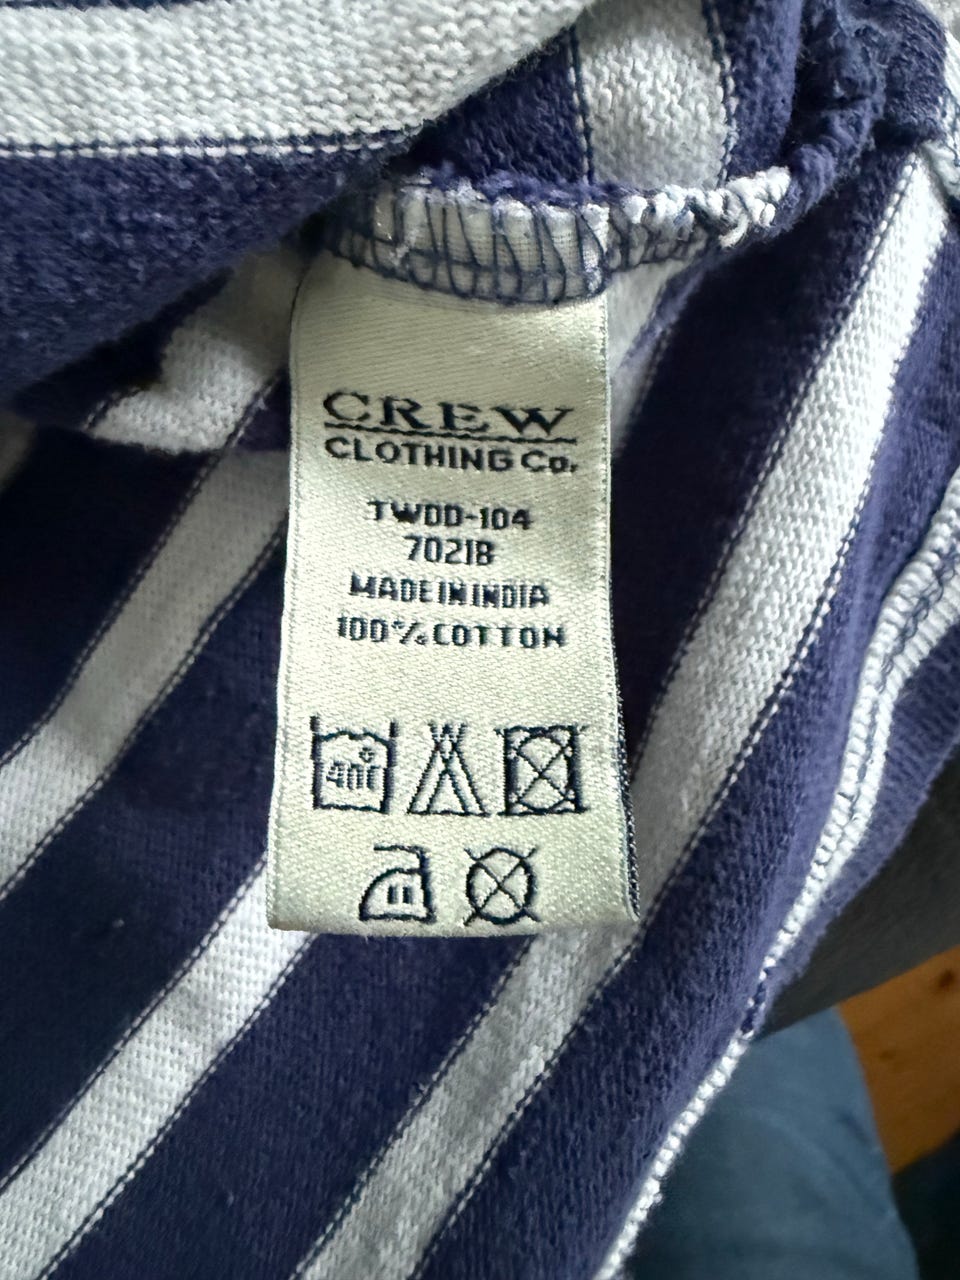 CREW
CLOTHING Co.
TWDD-104
7021B
MADE IN INDIA
100% COTTON
40°